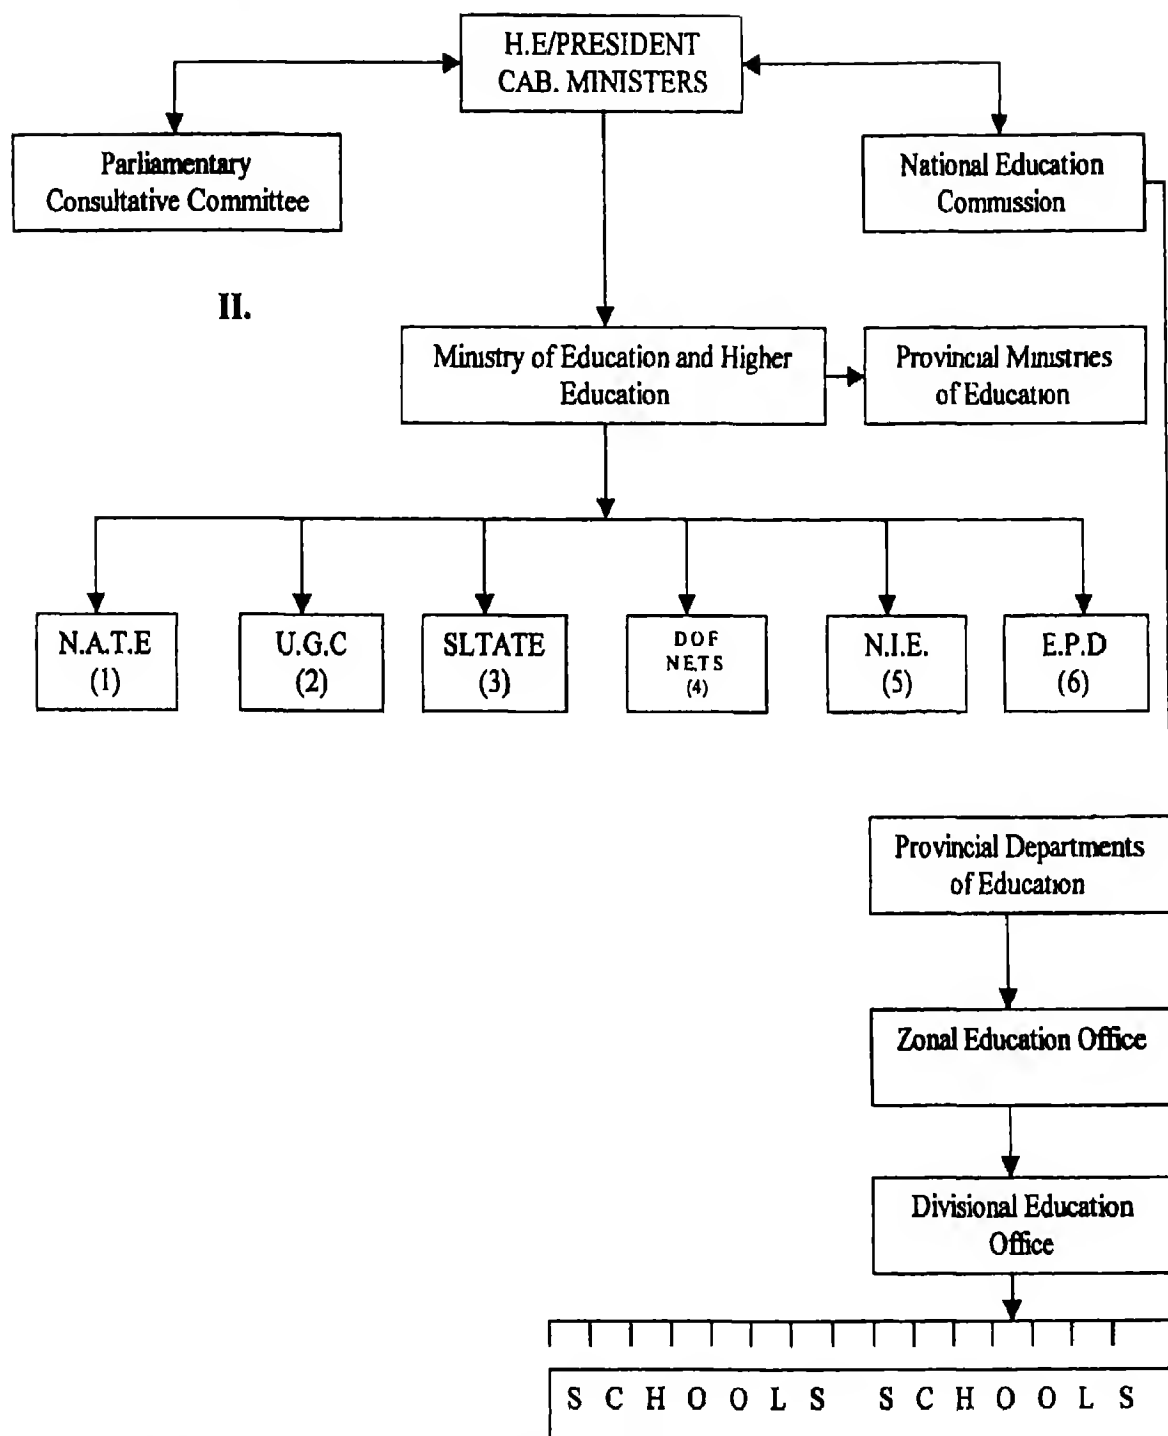 H.E/PRESIDENT
CAB. MINISTERS
Parliamentary
Consultative Committee
National Education
Commission
II.
Ministry of Education and Higher
Education
Provincial Ministries
of Education
N.A.T.E
(1)
U.G.C
(2)
SLTATE
(3)
DOF
NETS
(4)
N.I.E.
(5)
E.P.D
(6)
Provincial Departments
of Education
Zonal Education Office
Divisional Education
Office
S C H O O L S S C H O O L S